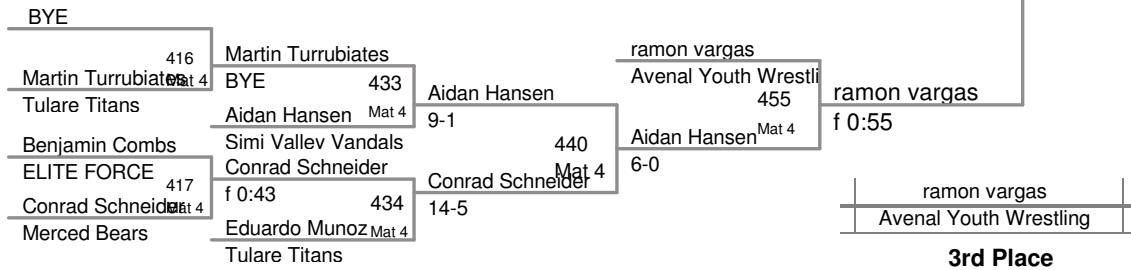 BYE
416
Mat 4
Martin Turrubiates
Tulare Titans
Benjamin Combs
ELITE FORCE
417
Mat 4
Conrad Schneider
Merced Bears
Martin Turrubiates
BYE
433
Mat 4
Aidan Hansen
Simi Valley Vandals
Conrad Schneider
f 0:43
434
Mat 4
Eduardo Munoz
Tulare Titans
Aidan Hansen
9-1
440
Mat 4
Conrad Schneider
14-5
ramon vargas
Avenal Youth Wrestli
455
Mat 4
Aidan Hansen
6-0
ramon vargas
f 0:55
ramon vargas
Avenal Youth Wrestling
3rd Place